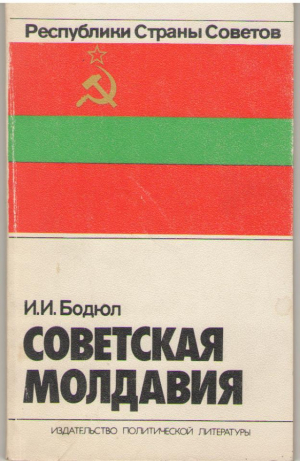 Республики Страны Советов
И.И. Бодюл
СОВЕТСКАЯ
МОЛДАВИЯ
ИЗДАТЕЛЬСТВО ПОЛИТИЧЕСКОЙ ЛИТЕРАТУРЫ